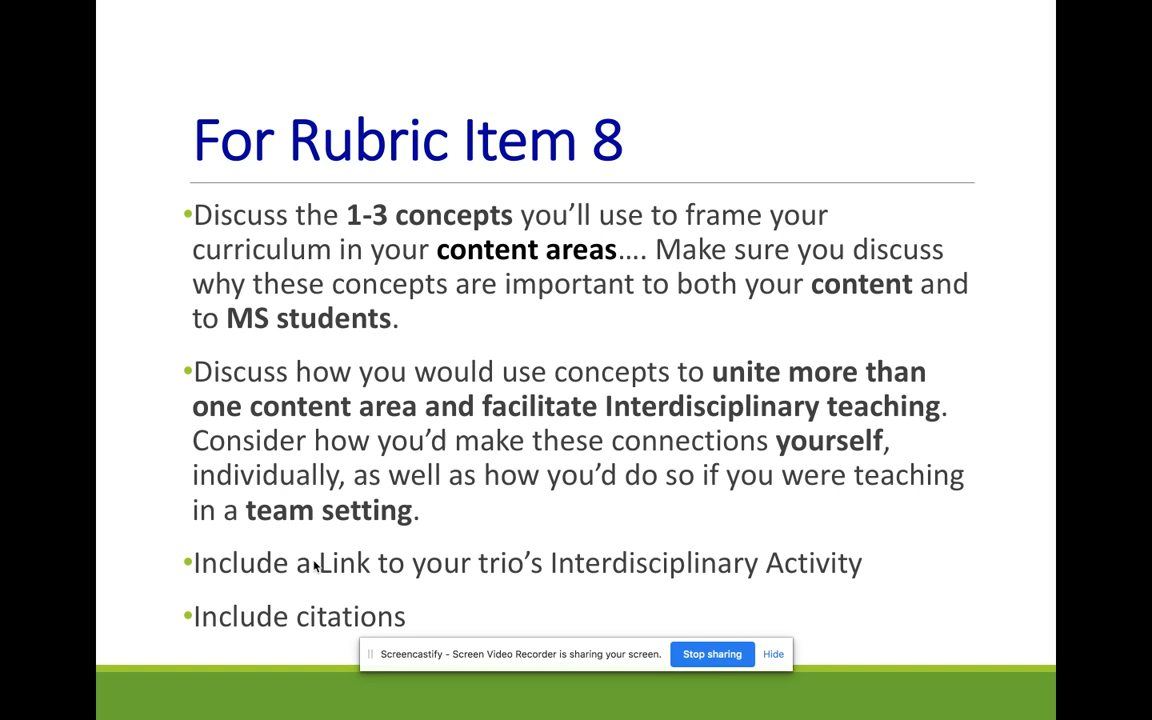 For Rubric Item 8
•Discuss the 1-3 concepts you’ll use to frame your
curriculum in your content areas…. Make sure you discuss
why these concepts are important to both your content and
to MS students.
•Discuss how you would use concepts to unite more than
one content area and facilitate Interdisciplinary teaching.
Consider how you’d make these connections yourself,
individually, as well as how you’d do so if you were teaching
in a team setting.
•Include a Link to your trio’s Interdisciplinary Activity
•Include citations
Screencastify - Screen Video Recorder is sharing your screen. Stop sharing Hide